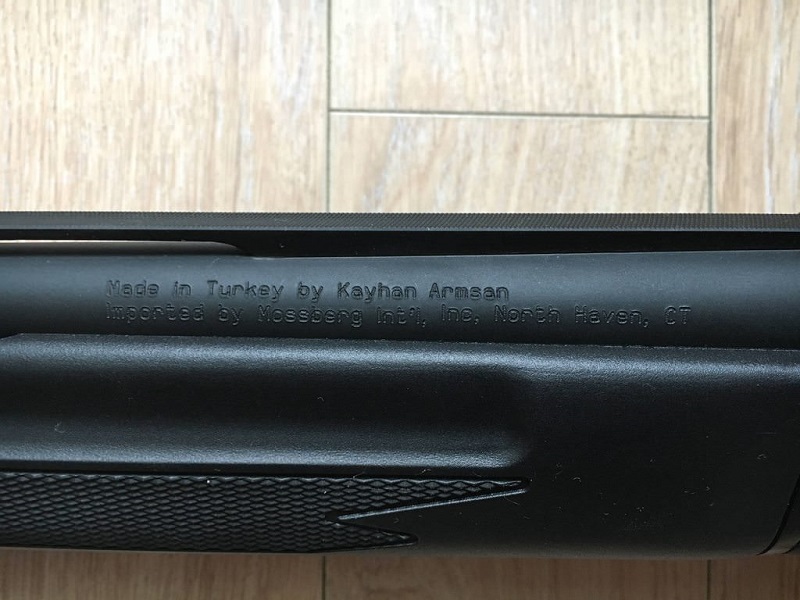 Made in Turkey by Kayhan Armsan
Imported by Mossberg Int'l, Inc, North Haven, CT